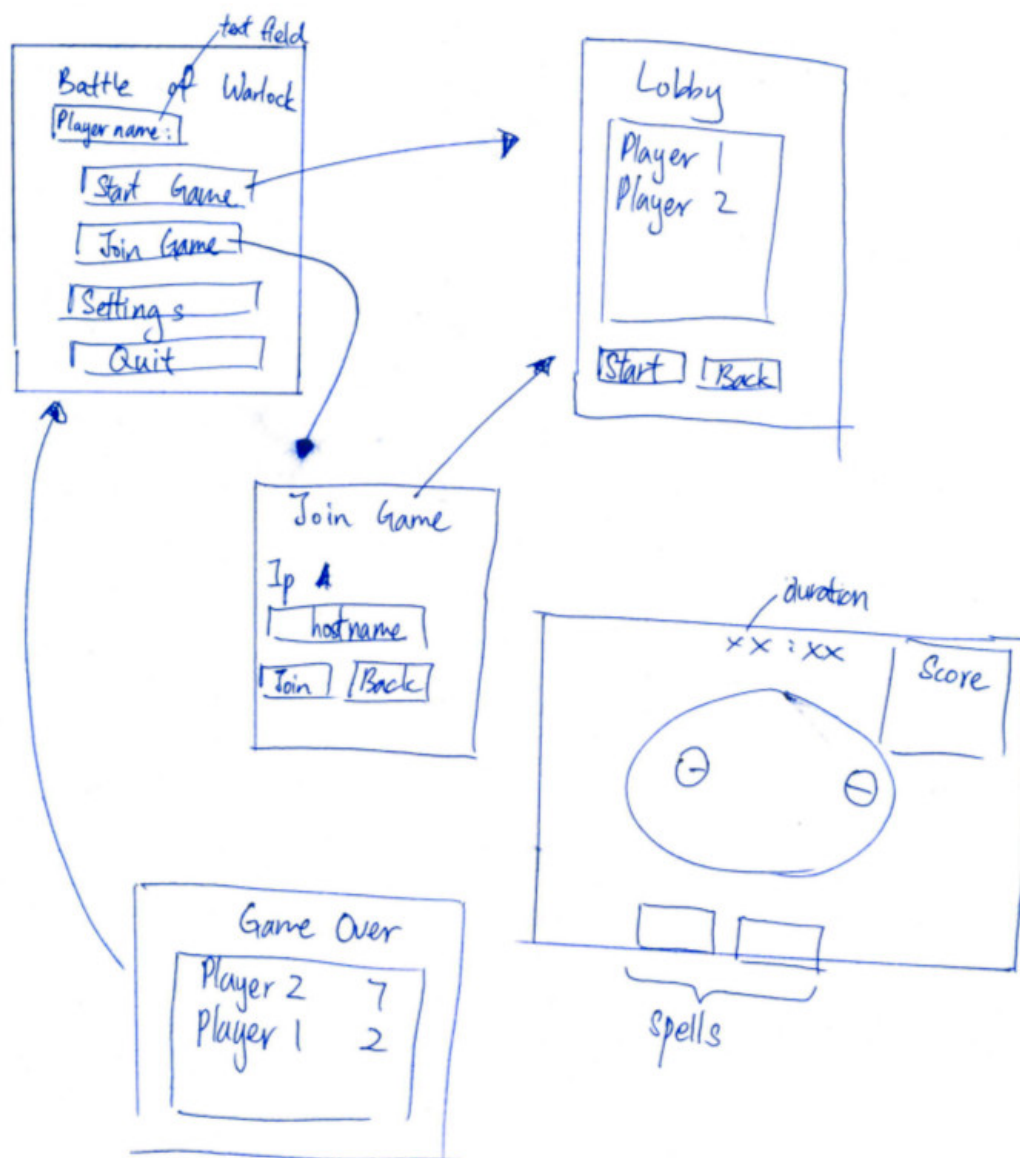 text field
Battle of Warlock
Player name:
Start Game
Join Game
Settings
Quit
Lobby
Player 1
Player 2
Start Back
Join Game
Ip
hostname
Join Back
duration
xx : xx
Score
spells
Game Over
Player 2 7
Player 1 2